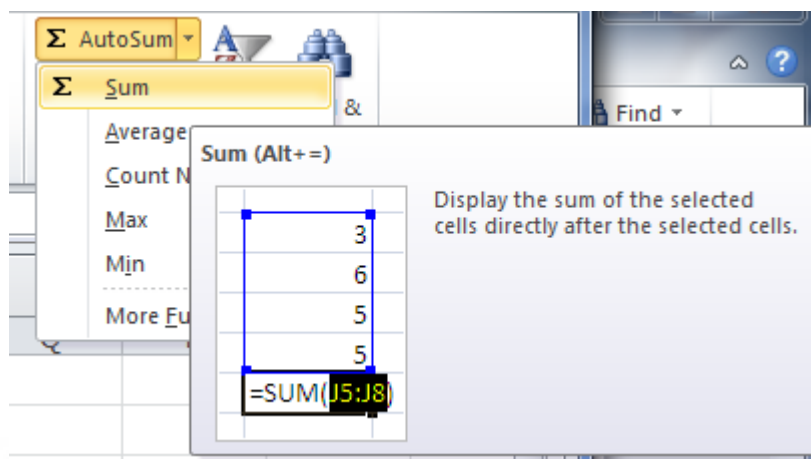 Σ AutoSum
Σ Sum
&
Find
Average
Sum (Alt+=)
Count N
Display the sum of the selected
cells directly after the selected cells.
Max
3
Min
6
More Fu
5
5
=SUM(J5:J8)